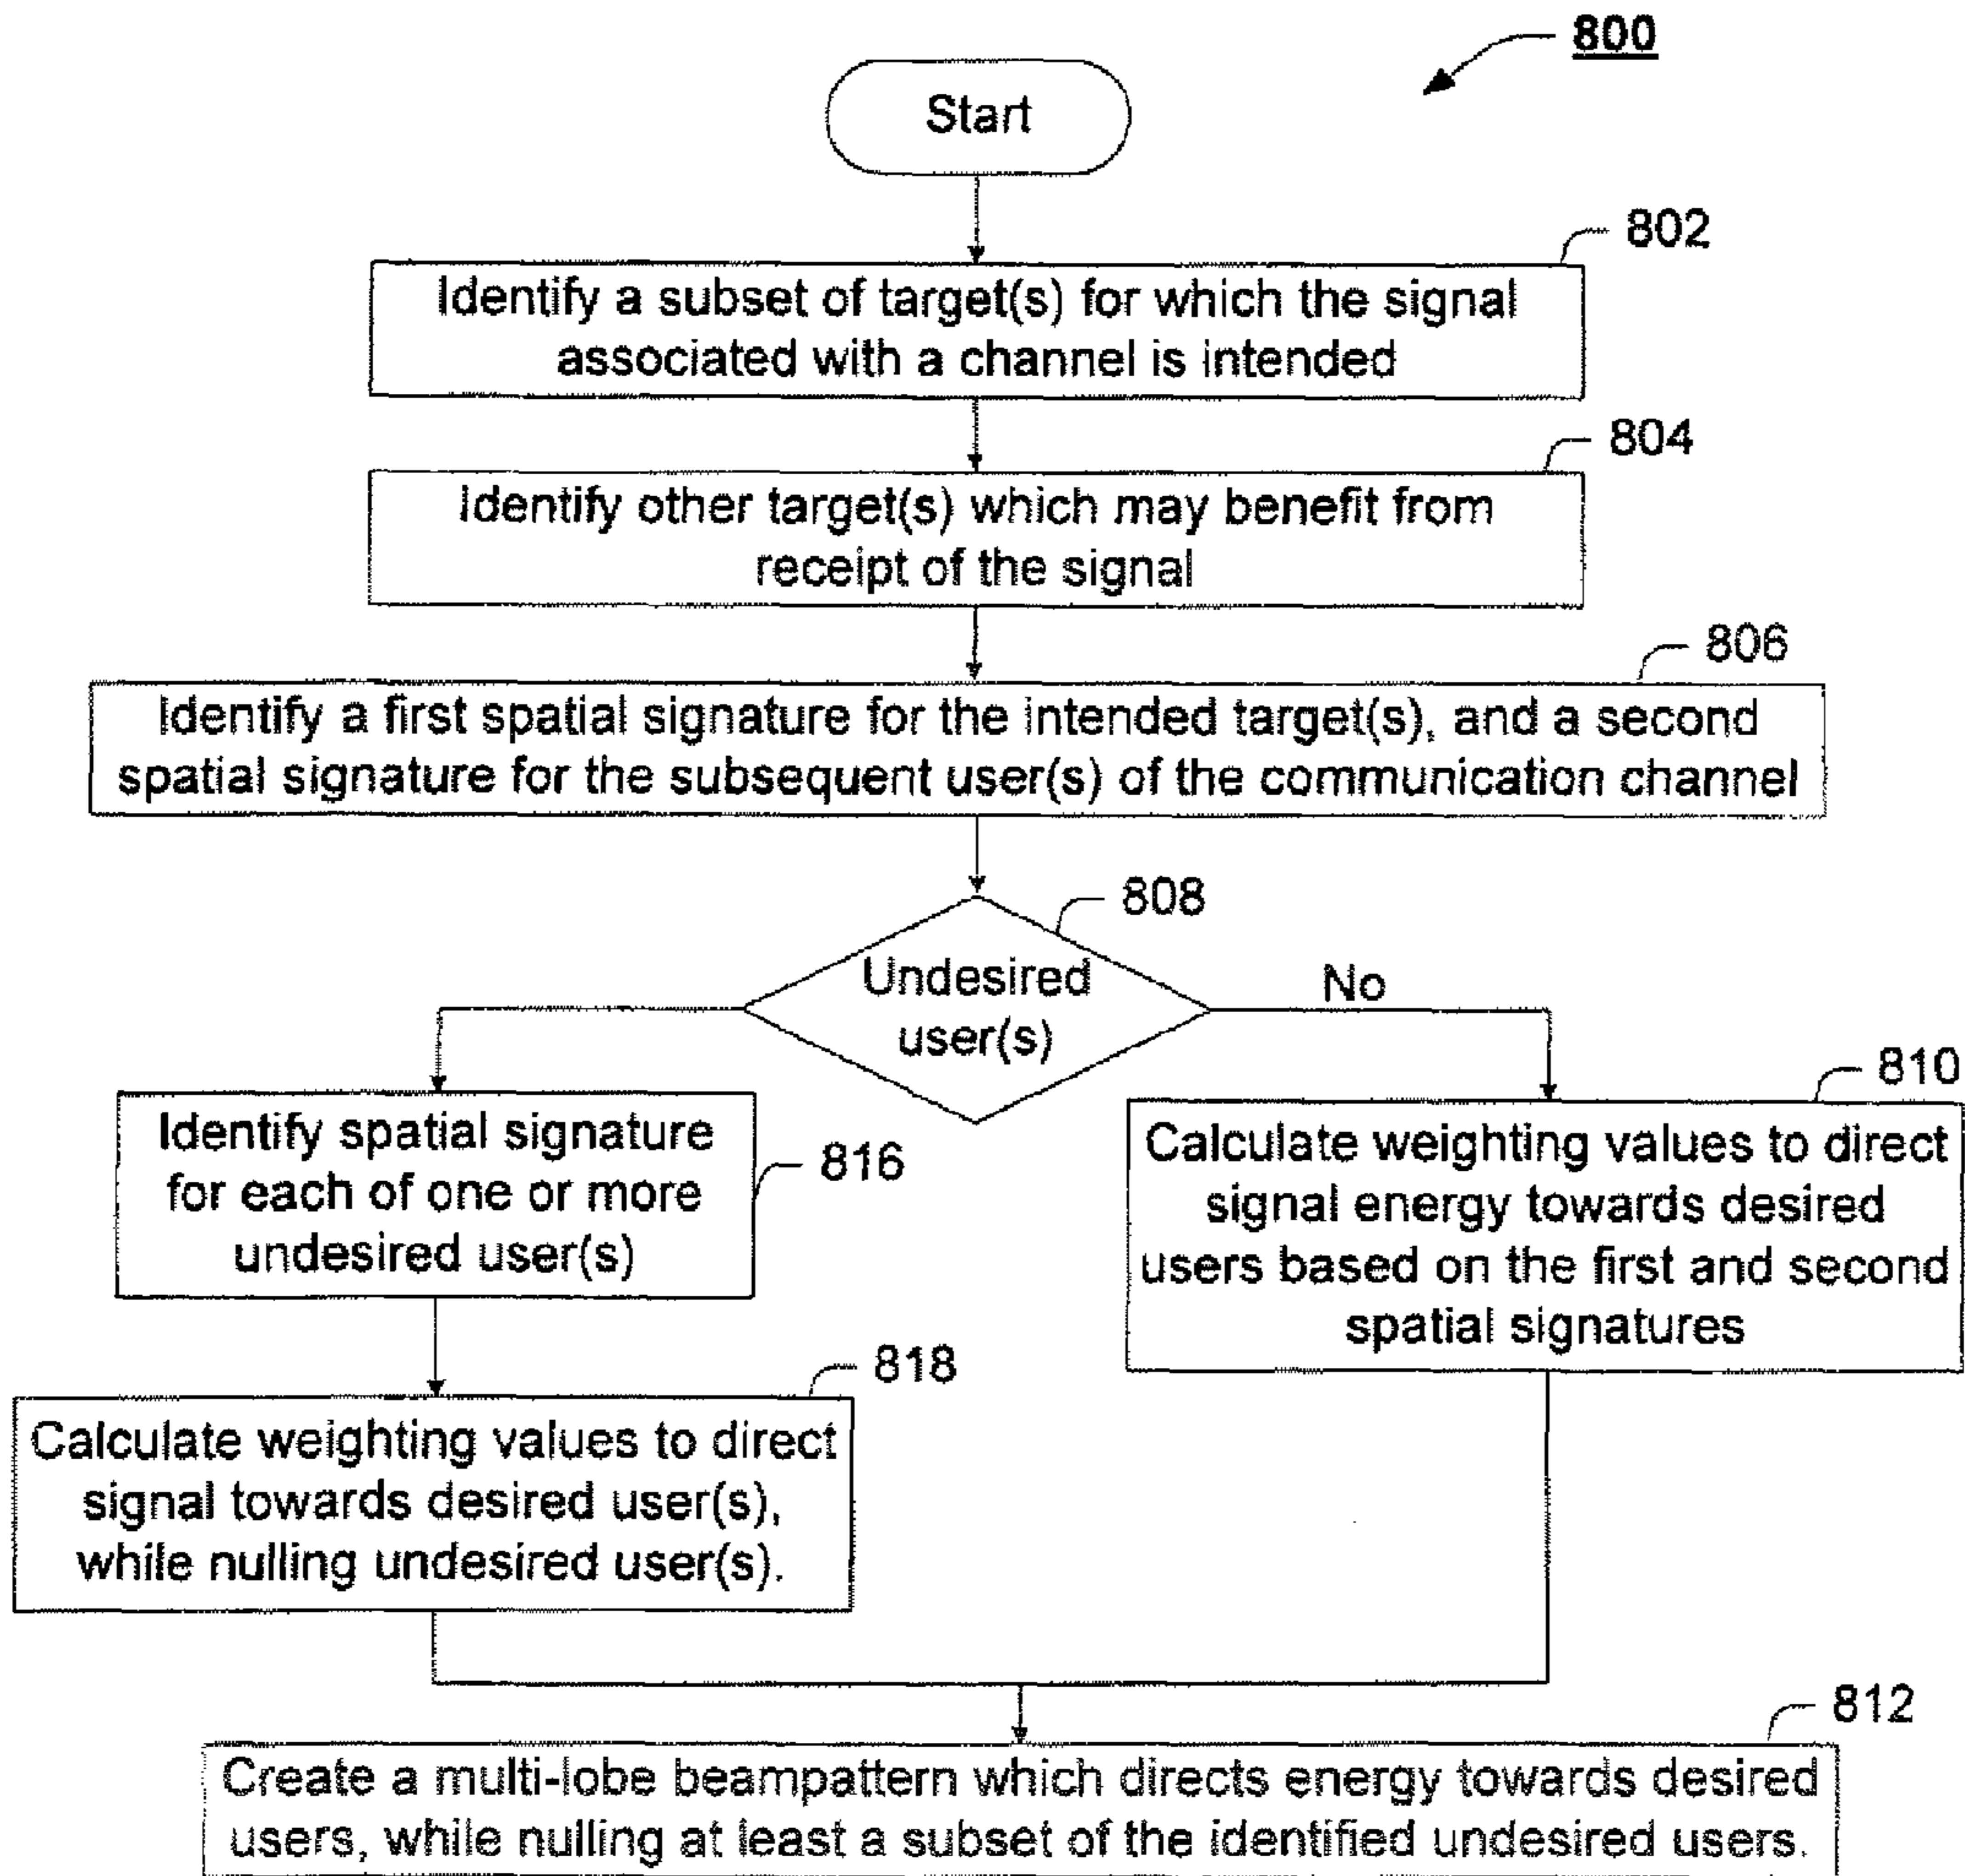 800
Start
802
Identify a subset of target(s) for which the signal
associated with a channel is intended
804
Identify other target(s) which may benefit from
receipt of the signal
806
Identify a first spatial signature for the intended target(s), and a second
spatial signature for the subsequent user(s) of the communication channel
808
Undesired
user(s)
No
816
Identify spatial signature
for each of one or more
undesired user(s)
810
Calculate weighting values to direct
signal energy towards desired
users based on the first and second
spatial signatures
818
Calculate weighting values to direct
signal towards desired user(s),
while nulling undesired user(s).
812
Create a multi-lobe beampattern which directs energy towards desired
users, while nulling at least a subset of the identified undesired users.